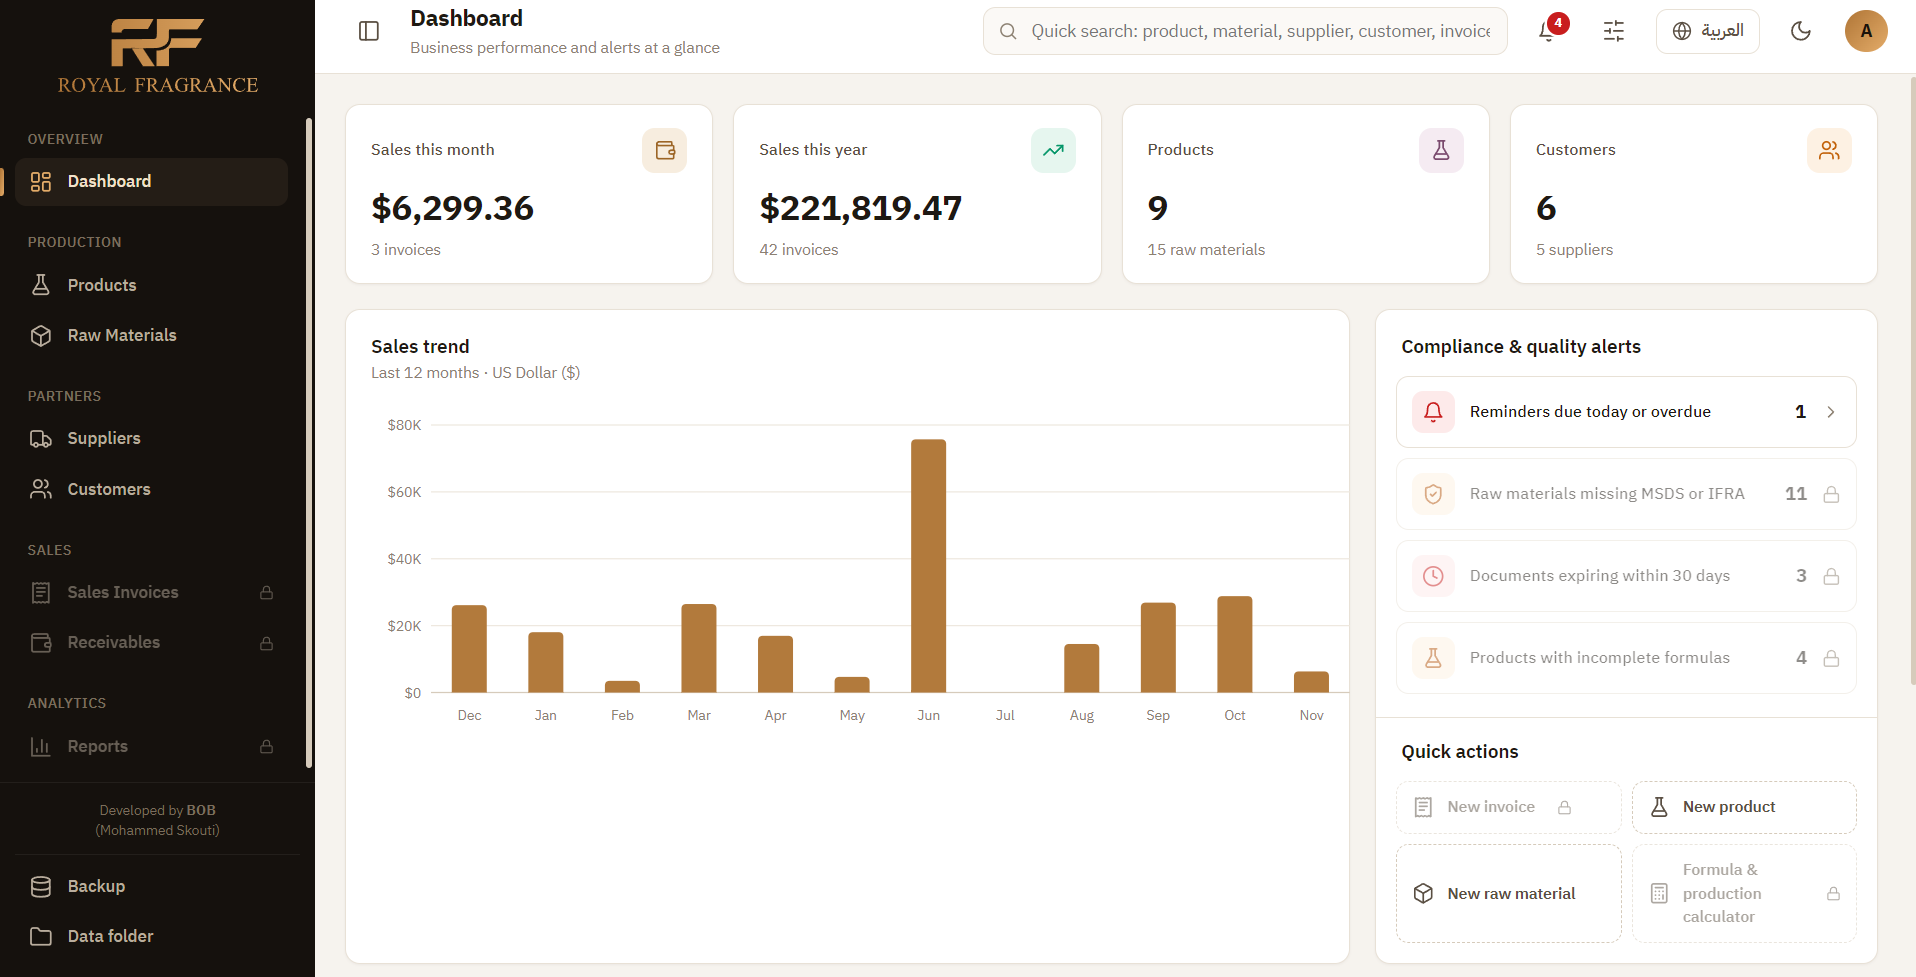 RF
ROYAL FRAGRANCE
OVERVIEW
Dashboard
PRODUCTION
Products
Raw Materials
PARTNERS
Suppliers
Customers
SALES
Sales Invoices
Receivables
ANALYTICS
Reports
Developed by BOB
(Mohammed Skouti)
Backup
Data folder
Dashboard
Business performance and alerts at a glance
Quick search: product, material, supplier, customer, invoice
4
العربية
A
Sales this month
$6,299.36
3 invoices
Sales this year
$221,819.47
42 invoices
Products
9
15 raw materials
Customers
6
5 suppliers
Sales trend
Last 12 months · US Dollar ($)
$80K
$60K
$40K
$20K
$0
Dec Jan Feb Mar Apr May Jun Jul Aug Sep Oct Nov
Compliance & quality alerts
Reminders due today or overdue 1
Raw materials missing MSDS or IFRA 11
Documents expiring within 30 days 3
Products with incomplete formulas 4
Quick actions
New invoice
New product
New raw material
Formula &
production
calculator